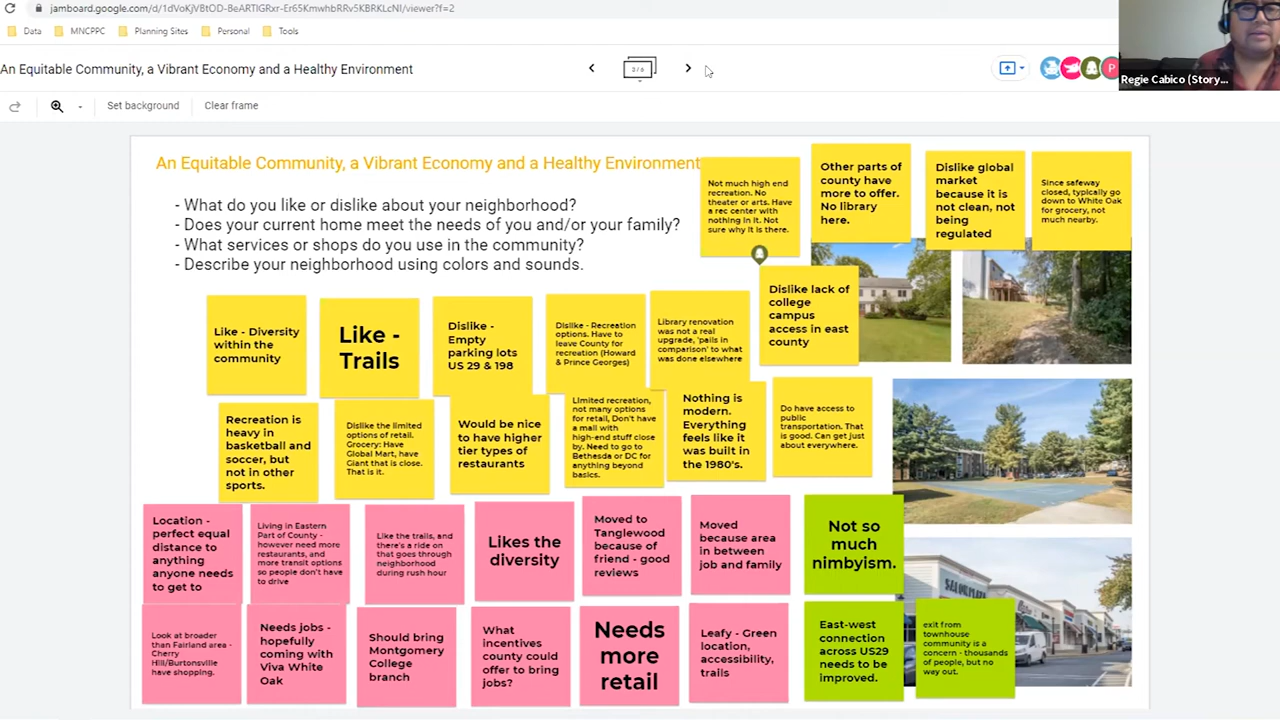 jamboard.google.com/d/1dVoKjV8tOD-BeARTIGRxr-Er65KmwhbRRv5KBRKLcNI/viewer?f=2
Data MNCPPC Planning Sites Personal Tools
An Equitable Community, a Vibrant Economy and a Healthy Environment
2/6
P
Regie Cabico (Story...
Set background Clear frame
An Equitable Community, a Vibrant Economy and a Healthy Environment
- What do you like or dislike about your neighborhood?
- Does your current home meet the needs of you and/or your family?
- What services or shops do you use in the community?
- Describe your neighborhood using colors and sounds.
Not much high end
recreation. No
theater or arts. Have
a rec center with
nothing in it. Not
sure why it is there.
Other parts of
county have
more to offer.
No library
here.
Dislike global
market
because it is
not clean, not
being
regulated
Since safeway
closed, typically go
down to White Oak
for grocery, not
much nearby.
Like - Diversity
within the
community
Like -
Trails
Dislike -
Empty
parking lots
US 29 & 198
Dislike - Recreation
options. Have to
leave County for
recreation (Howard
& Prince Georges)
Library renovation
was not a real
upgrade, 'pails in
comparison' to what
was done elsewhere
Dislike lack of
college
campus
access in east
county
Recreation is
heavy in
basketball and
soccer, but
not in other
sports.
Dislike the limited
options of retail.
Grocery: Have
Global Mart, have
Giant that is close.
That is it.
Would be nice
to have higher
tier types of
restaurants
Limited recreation,
not many options
for retail, Don't have
a mall with
high-end stuff close
by. Need to go to
Bethesda or DC for
anything beyond
basics.
Nothing is
modern.
Everything
feels like it
was built in
the 1980's.
Do have access to
public
transportation. That
is good. Can get just
about everywhere.
Location -
perfect equal
distance to
anything
anyone needs
to get to
Living in Eastern
Part of County -
however need more
restaurants, and
more transit options
so people don't have
to drive
Like the trails, and
there's a ride on
that goes through
neighborhood
during rush hour
Likes the
diversity
Moved to
Tanglewood
because of
friend - good
reviews
Moved
because area
in between
job and family
Not so
much
nimbyism.
Look at broader
than Fairland area -
Cherry
Hill/Burtonsville
have shopping.
Needs jobs -
hopefully
coming with
Viva White
Oak
Should bring
Montgomery
College
branch
What
incentives
county could
offer to bring
jobs?
Needs
more
retail
Leafy - Green
location,
accessibility,
trails
East-west
connection
across US29
needs to be
improved.
exit from
townhouse
community is a
concern - thousands
of people, but no
way out.
SALON PLAZA